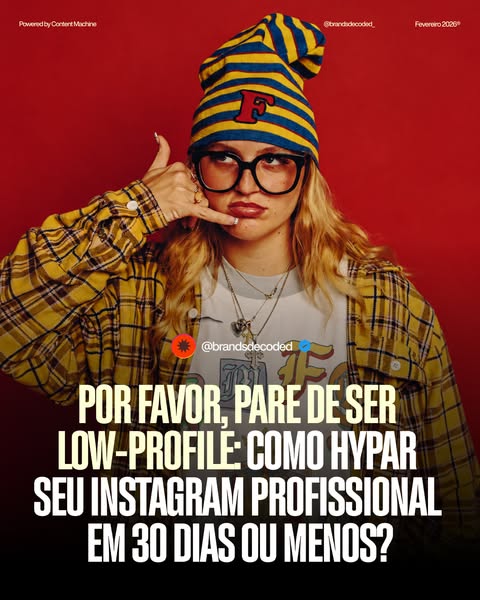 Powered by Content Machine
@brandsdecoded_
Fevereiro 2026®
F
@brandsdecoded_
POR FAVOR, PARE DE SER
LOW-PROFILE: COMO HYPAR
SEU INSTAGRAM PROFISSIONAL
EM 30 DIAS OU MENOS?